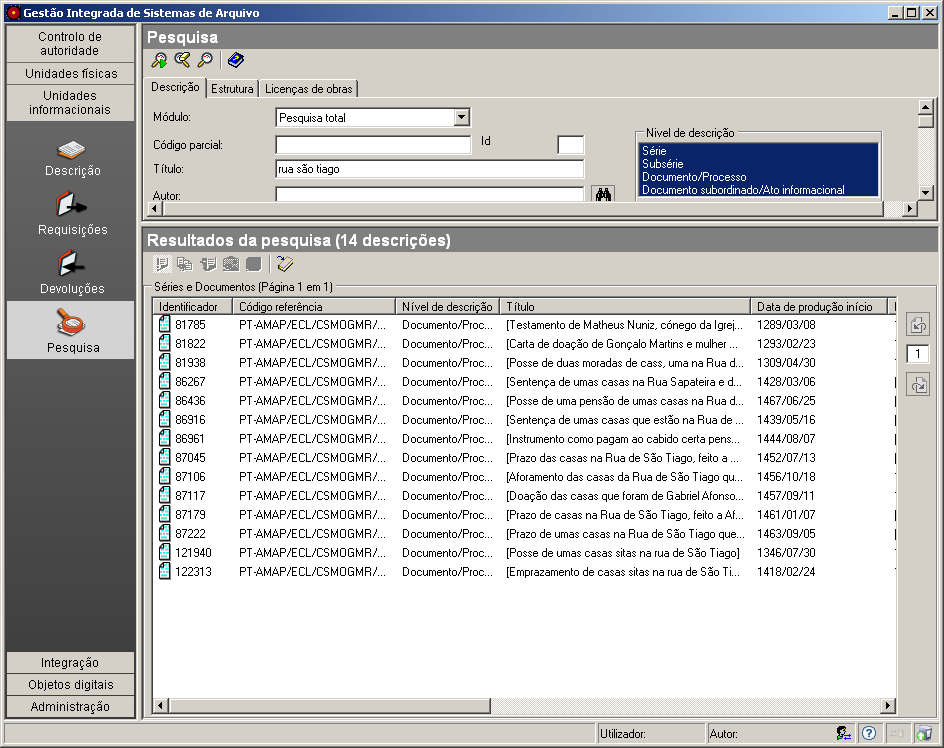 Gestão Integrada de Sistemas de Arquivo
Controlo de
autoridade
Unidades físicas
Unidades
informacionais
Descrição
Requisições
Devoluções
Pesquisa
Integração
Objetos digitais
Administração
Pesquisa
Descrição Estrutura Licenças de obras
Módulo: Pesquisa total
Código parcial: Id
Título: rua são tiago
Autor:
Nivel de descrição
Série
Subsérie
Documento/Processo
Documento subordinado/Ato informacional
Resultados da pesquisa (14 descrições)
Séries e Documentos (Página 1 em 1)
Identificador Código referência Nível de descrição Título Data de produção início
81785 PT-AMAP/ECL/CSMOGMR/... Documento/Proc... [Testamento de Matheus Nuniz, cónego da Igrej... 1289/03/08
81822 PT-AMAP/ECL/CSMOGMR/... Documento/Proc... [Carta de doação de Gonçalo Martins e mulher ... 1293/02/23
81938 PT-AMAP/ECL/CSMOGMR/... Documento/Proc... [Posse de duas moradas de cass, uma na Rua d... 1309/04/30
86267 PT-AMAP/ECL/CSMOGMR/... Documento/Proc... [Sentença de umas casas na Rua Sapateira e d... 1428/03/06
86436 PT-AMAP/ECL/CSMOGMR/... Documento/Proc... [Posse de uma pensão de umas casas na Rua d... 1467/06/25
86916 PT-AMAP/ECL/CSMOGMR/... Documento/Proc... [Sentença de umas casas que estão na Rua de ... 1439/05/16
86961 PT-AMAP/ECL/CSMOGMR/... Documento/Proc... [Instrumento como pagam ao cabido certa pens... 1444/08/07
87045 PT-AMAP/ECL/CSMOGMR/... Documento/Proc... [Prazo das casas na Rua de São Tiago, feito a ... 1452/07/13
87106 PT-AMAP/ECL/CSMOGMR/... Documento/Proc... [Aforamento das casas da Rua de São Tiago qu... 1456/10/18
87117 PT-AMAP/ECL/CSMOGMR/... Documento/Proc... [Doação das casas que foram de Gabriel Afonso... 1457/09/11
87179 PT-AMAP/ECL/CSMOGMR/... Documento/Proc... [Prazo de casas na Rua de São Tiago, feito a Af... 1461/01/07
87222 PT-AMAP/ECL/CSMOGMR/... Documento/Proc... [Prazo de umas casas na Rua de São Tiago que... 1463/09/05
121940 PT-AMAP/ECL/CSMOGMR/... Documento/Proc... [Posse de umas casas sitas na rua de São Tiago] 1346/07/30
122313 PT-AMAP/ECL/CSMOGMR/... Documento/Proc... [Emprazamento de casas sitas na rua de São Ti... 1418/02/24
1
Utilizador: Autor: